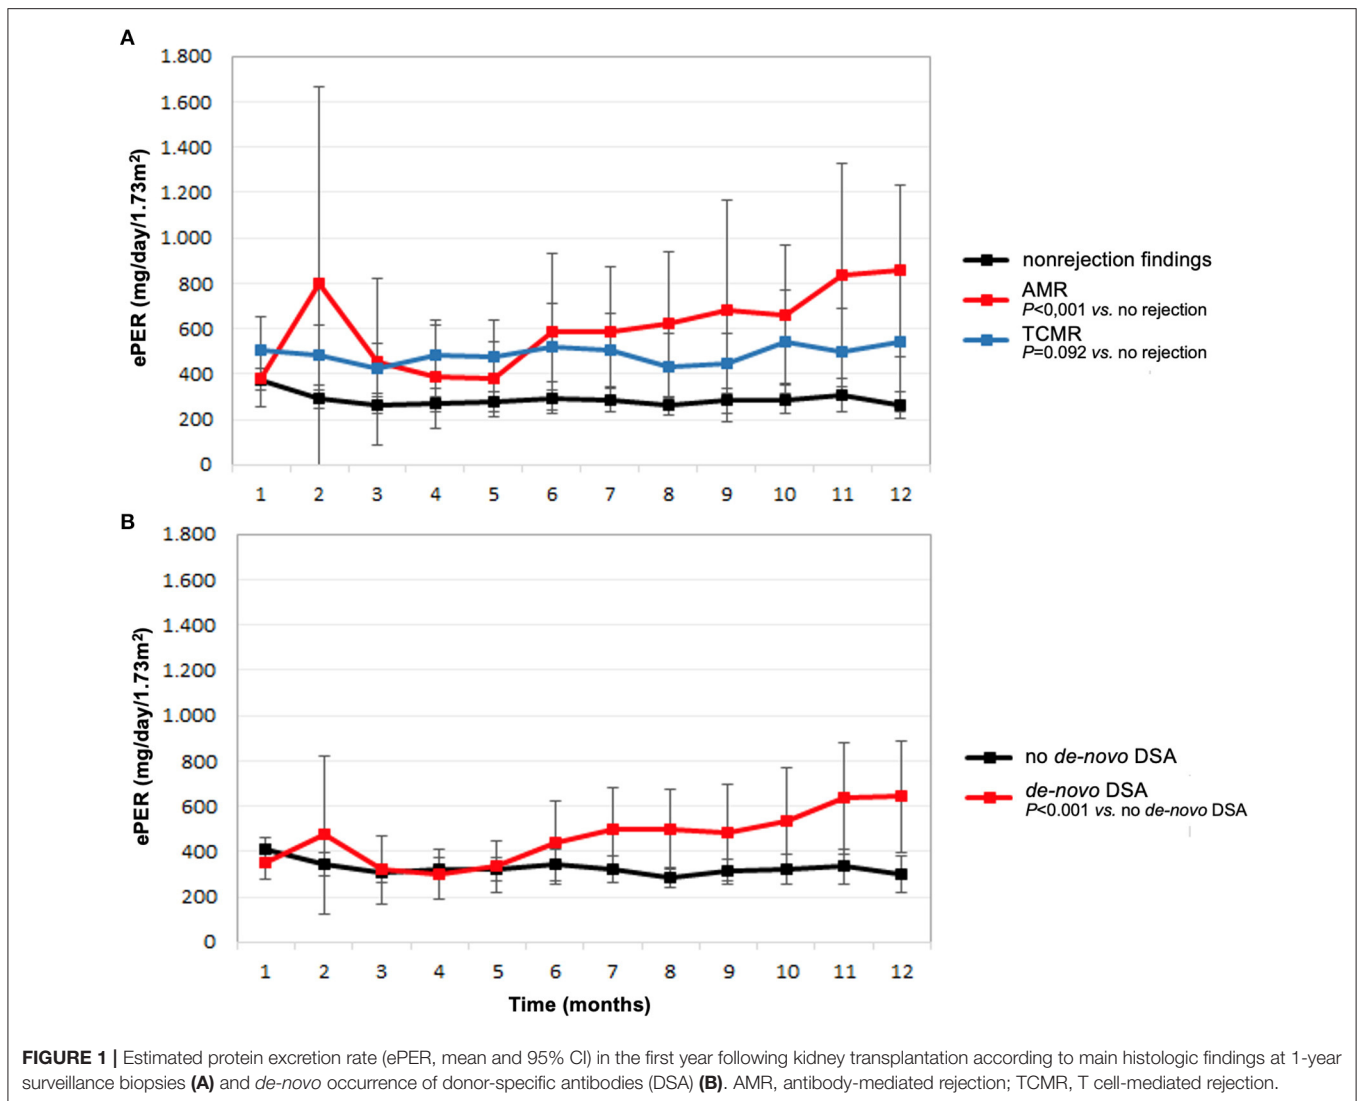 A
1.800
1.600
1.400
1.200
1.000
800
600
400
200
0
ePER (mg/day/1.73m²)
1 2 3 4 5 6 7 8 9 10 11 12
nonrejection findings
AMR
P<0,001 vs. no rejection
TCMR
P=0.092 vs. no rejection
B
1.800
1.600
1.400
1.200
1.000
800
600
400
200
0
ePER (mg/day/1.73m²)
1 2 3 4 5 6 7 8 9 10 11 12
Time (months)
no de-novo DSA
de-novo DSA
P<0.001 vs. no de-novo DSA
FIGURE 1 | Estimated protein excretion rate (ePER, mean and 95% CI) in the first year following kidney transplantation according to main histologic findings at 1-year
surveillance biopsies (A) and de-novo occurrence of donor-specific antibodies (DSA) (B). AMR, antibody-mediated rejection; TCMR, T cell-mediated rejection.